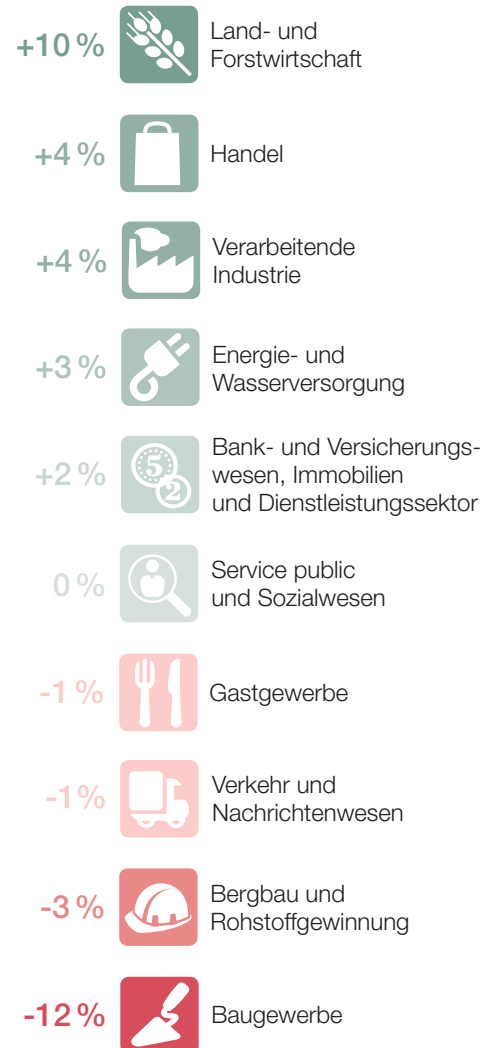 +10 %
Land- und
Forstwirtschaft
+4 %
Handel
+4 %
Verarbeitende
Industrie
+3 %
Energie- und
Wasserversorgung
+2 %
5
2
Bank- und Versicherungs-
wesen, Immobilien
und Dienstleistungssektor
0 %
Service public
und Sozialwesen
-1 %
Gastgewerbe
-1 %
Verkehr und
Nachrichtenwesen
-3 %
Bergbau und
Rohstoffgewinnung
-12 %
Baugewerbe